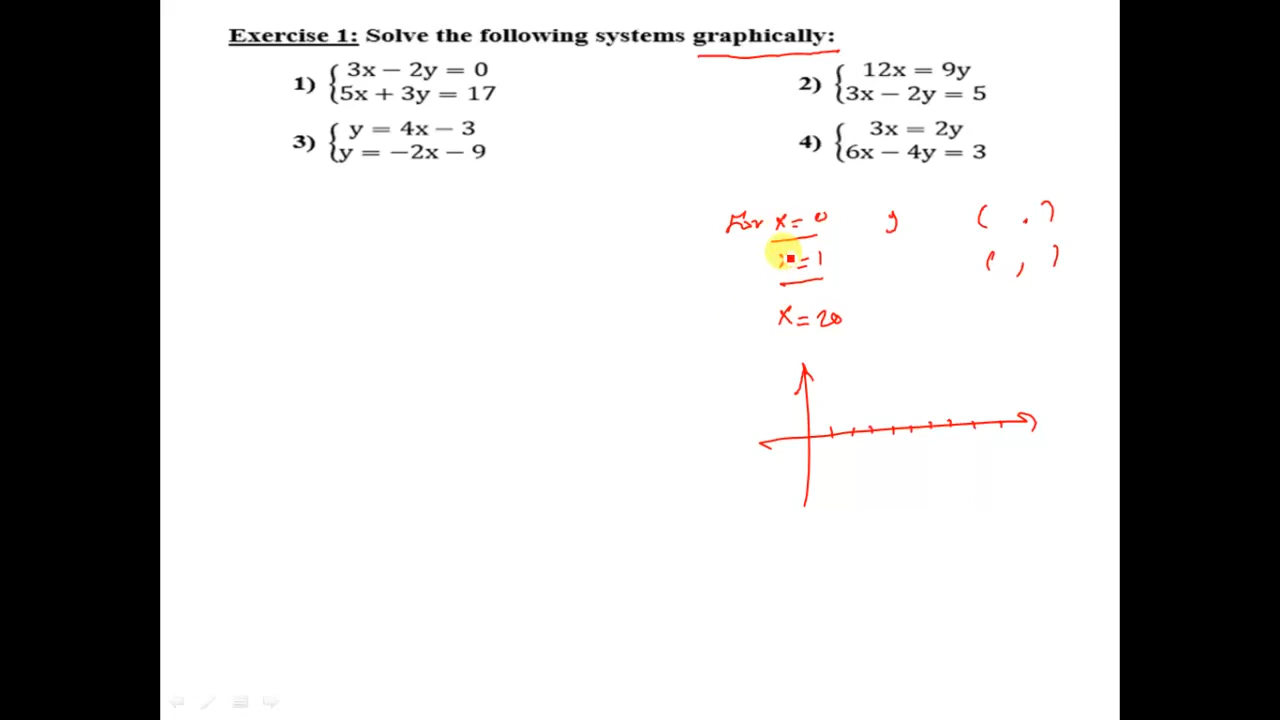 Exercise 1: Solve the following systems graphically:
1) { 3x − 2y = 0
5x + 3y = 17
2) { 12x = 9y
3x − 2y = 5
3) { y = 4x − 3
y = −2x − 9
4) { 3x = 2y
6x − 4y = 3
For x = 0 y ( , )
= 1 ( , )
x = 20